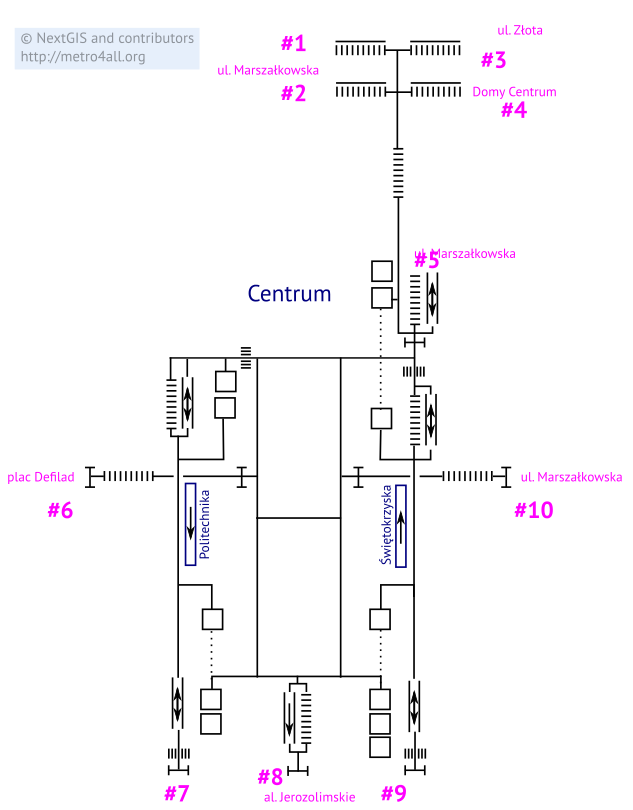 © NextGIS and contributors
http://metro4all.org
ul. Złota
#1
#3
ul. Marszałkowska
#2
Domy Centrum
#4
ul. Marszałkowska
#5
Centrum
plac Defilad
#6
ul. Marszałkowska
#10
Politechnika
Świętokrzyska
#7
#8
al. Jerozolimskie
#9